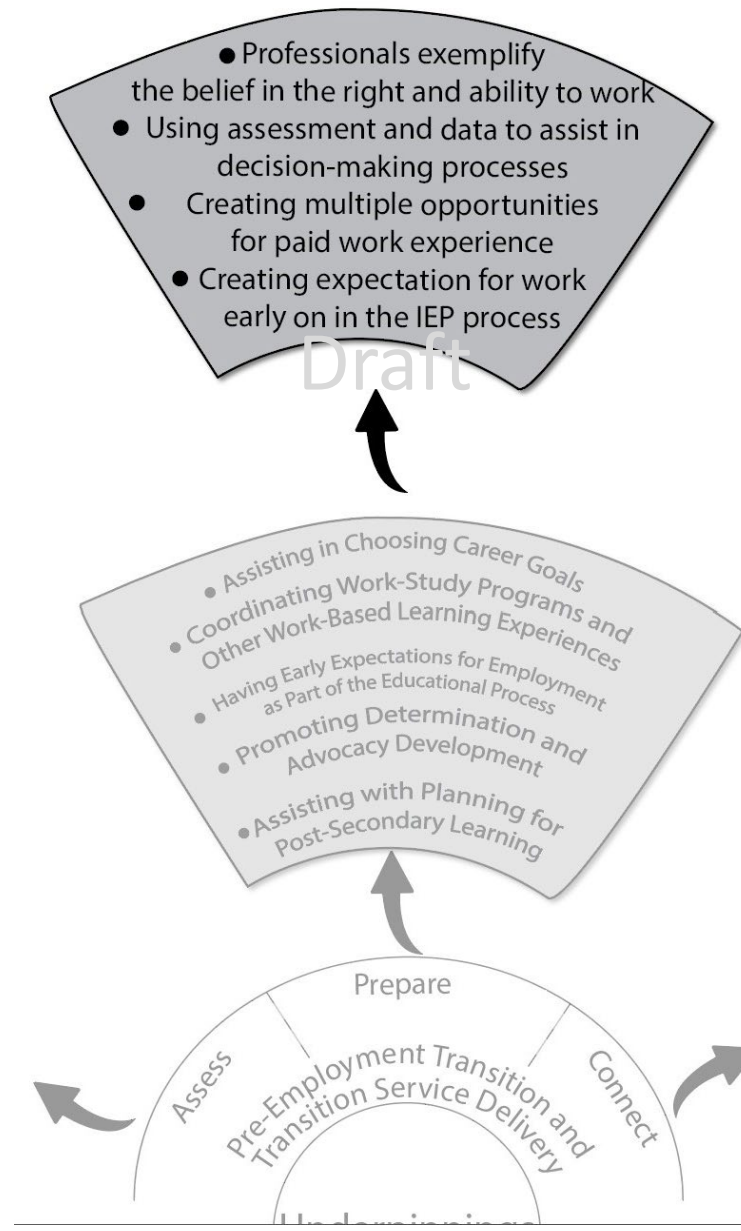 ● Professionals exemplify
the belief in the right and ability to work
● Using assessment and data to assist in
decision-making processes
● Creating multiple opportunities
for paid work experience
● Creating expectation for work
early on in the IEP process
Draft
● Assisting in Choosing Career Goals
● Coordinating Work-Study Programs and
Other Work-Based Learning Experiences
● Having Early Expectations for Employment
as Part of the Educational Process
● Promoting Determination and
Advocacy Development
● Assisting with Planning for
Post-Secondary Learning
Prepare
Assess
Connect
Pre-Employment Transition and
Transition Service Delivery
Underpinnings